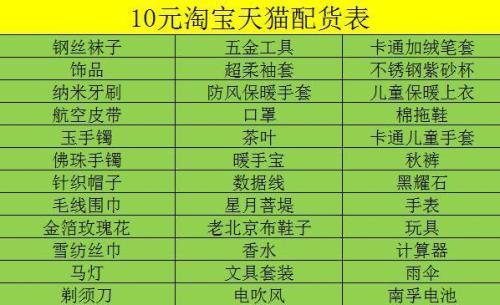 10元淘宝天猫配货表
钢丝袜子 五金工具 卡通加绒笔套
饰品 超柔袖套 不锈钢紫砂杯
纳米牙刷 防风保暖手套 儿童保暖上衣
航空皮带 口罩 棉拖鞋
玉手镯 茶叶 卡通儿童手套
佛珠手镯 暖手宝 秋裤
针织帽子 数据线 黑耀石
毛线围巾 星月菩堤 手表
金箔玫瑰花 老北京布鞋子 玩具
雪纺丝巾 香水 计算器
马灯 文具套装 雨伞
剃须刀 电吹风 南孚电池